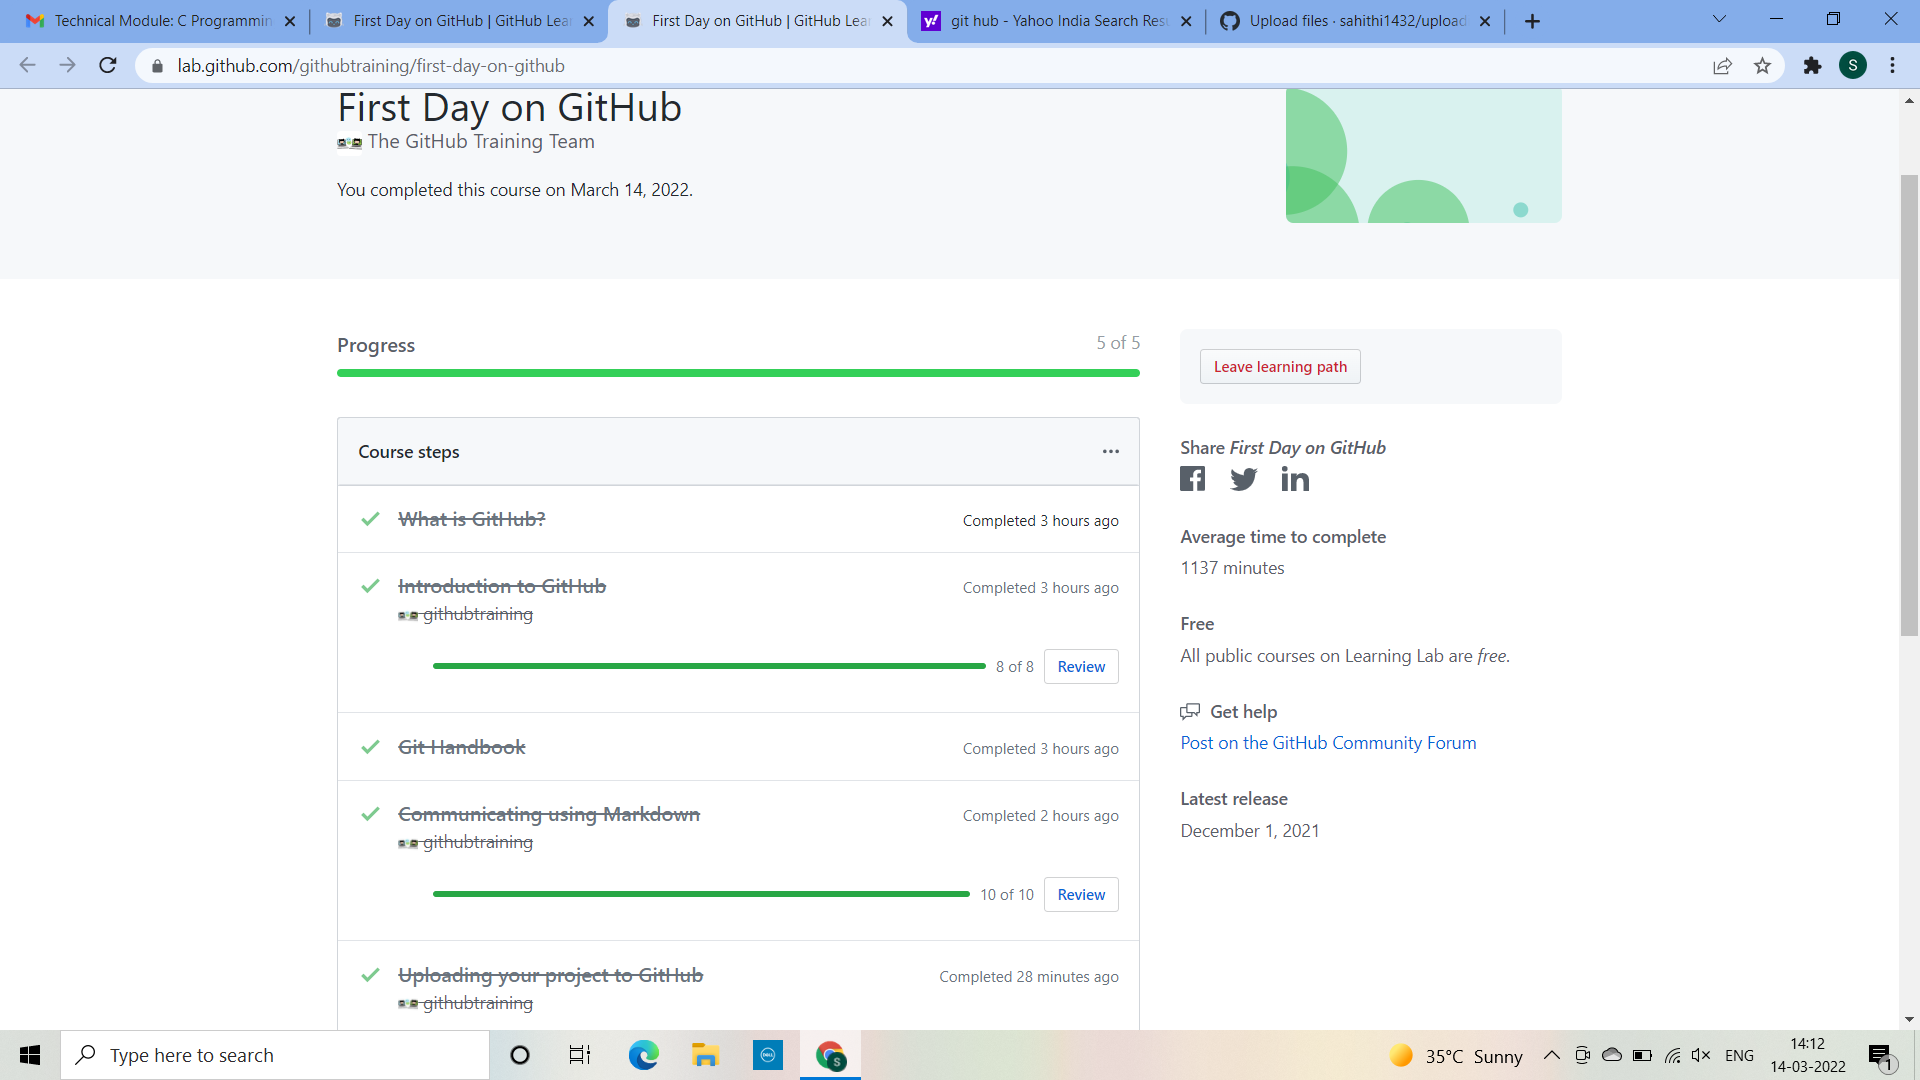 Technical Module: C Programmin
First Day on GitHub | GitHub Lear
First Day on GitHub | GitHub Lear
git hub - Yahoo India Search Resu
Upload files · sahithi1432/upload
lab.github.com/githubtraining/first-day-on-github
S
First Day on GitHub
The GitHub Training Team
You completed this course on March 14, 2022.
Progress
5 of 5
Leave learning path
Course steps
Share First Day on GitHub
What is GitHub?
Completed 3 hours ago
Average time to complete
1137 minutes
Introduction to GitHub
Completed 3 hours ago
githubtraining
Free
All public courses on Learning Lab are free.
8 of 8
Review
Get help
Post on the GitHub Community Forum
Git Handbook
Completed 3 hours ago
Latest release
December 1, 2021
Communicating using Markdown
Completed 2 hours ago
githubtraining
10 of 10
Review
Uploading your project to GitHub
Completed 28 minutes ago
githubtraining
Type here to search
DELL
S
35°C Sunny
ENG
14:12
14-03-2022
1